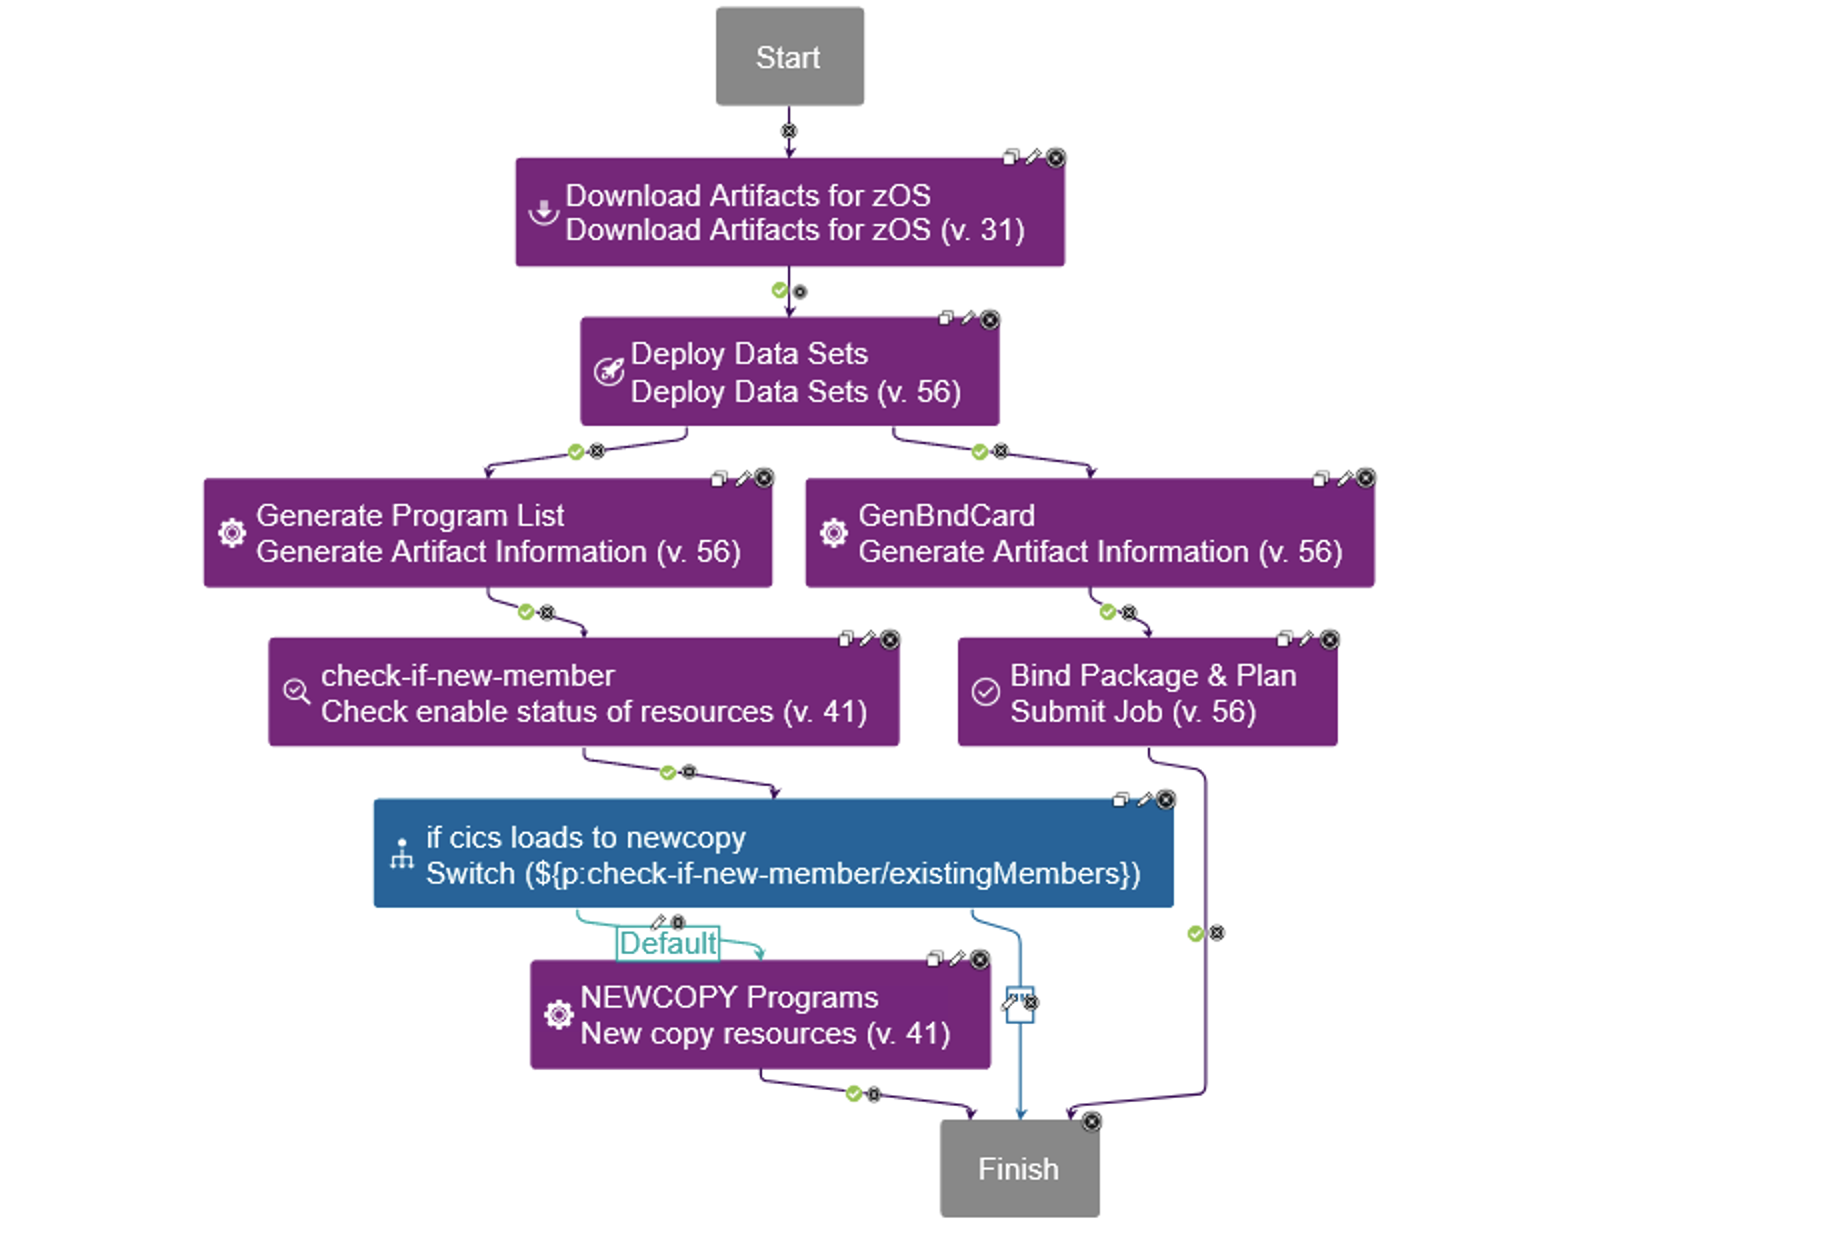 Start
Download Artifacts for zOS
Download Artifacts for zOS (v. 31)
Deploy Data Sets
Deploy Data Sets (v. 56)
Generate Program List
Generate Artifact Information (v. 56)
GenBndCard
Generate Artifact Information (v. 56)
check-if-new-member
Check enable status of resources (v. 41)
Bind Package & Plan
Submit Job (v. 56)
if cics loads to newcopy
Switch (${p:check-if-new-member/existingMembers})
Default
NEWCOPY Programs
New copy resources (v. 41)
Finish